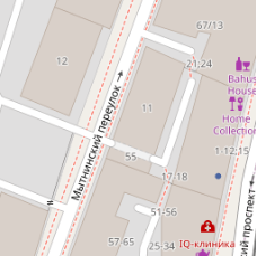 67/13
12
21;24
Bahus
House
11
Home
Collection
Мытнинский переулок
1-12;15
55
17-18
51-56
57-65
25-34
IQ-клиника
кий проспект